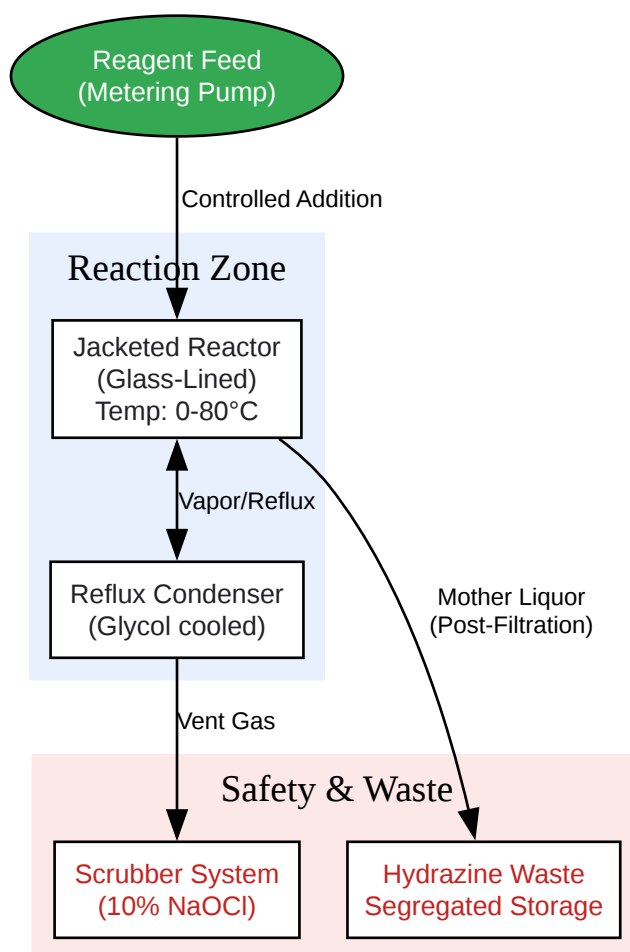 Reagent Feed
(Metering Pump)
Controlled Addition
Reaction Zone
Jacketed Reactor
(Glass-Lined)
Temp: 0-80°C
Vapor/Reflux
Reflux Condenser
(Glycol cooled)
Mother Liquor
(Post-Filtration)
Vent Gas
Safety & Waste
Scrubber System
(10% NaOCl)
Hydrazine Waste
Segregated Storage